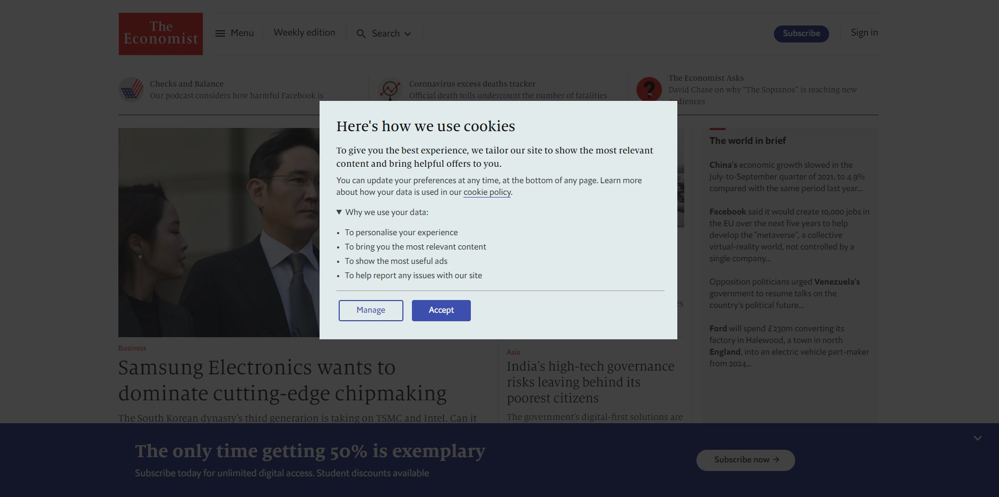 The
Economist
Menu
Weekly edition
Search
Subscribe
Sign in
Checks and Balance
Our podcast considers how harmful Facebook is
Coronavirus excess deaths tracker
Official death tolls undercount the number of fatalities
The Economist Asks
David Chase on why “The Sopranos” is reaching new
audiences
Here's how we use cookies
To give you the best experience, we tailor our site to show the most relevant
content and bring helpful offers to you.
You can update your preferences at any time, at the bottom of any page. Learn more
about how your data is used in our cookie policy.
▼ Why we use your data:
• To personalise your experience
• To bring you the most relevant content
• To show the most useful ads
• To help report any issues with our site
Manage
Accept
Business
Samsung Electronics wants to
dominate cutting-edge chipmaking
The South Korean dynasty’s third generation is taking on TSMC and Intel. Can it
Asia
India’s high-tech governance
risks leaving behind its
poorest citizens
The government’s digital-first solutions are
The world in brief
China’s economic growth slowed in the
July-to-September quarter of 2021, to 4.9%
compared with the same period last year...
Facebook said it would create 10,000 jobs in
the EU over the next five years to help
develop the “metaverse”, a collective
virtual-reality world, not controlled by a
single company...
Opposition politicians urged Venezuela’s
government to resume talks on the
country’s political future...
Ford will spend £230m converting its
factory in Halewood, a town in north
England, into an electric vehicle part-maker
from 2024...
The only time getting 50% is exemplary
Subscribe today for unlimited digital access. Student discounts available
Subscribe now →